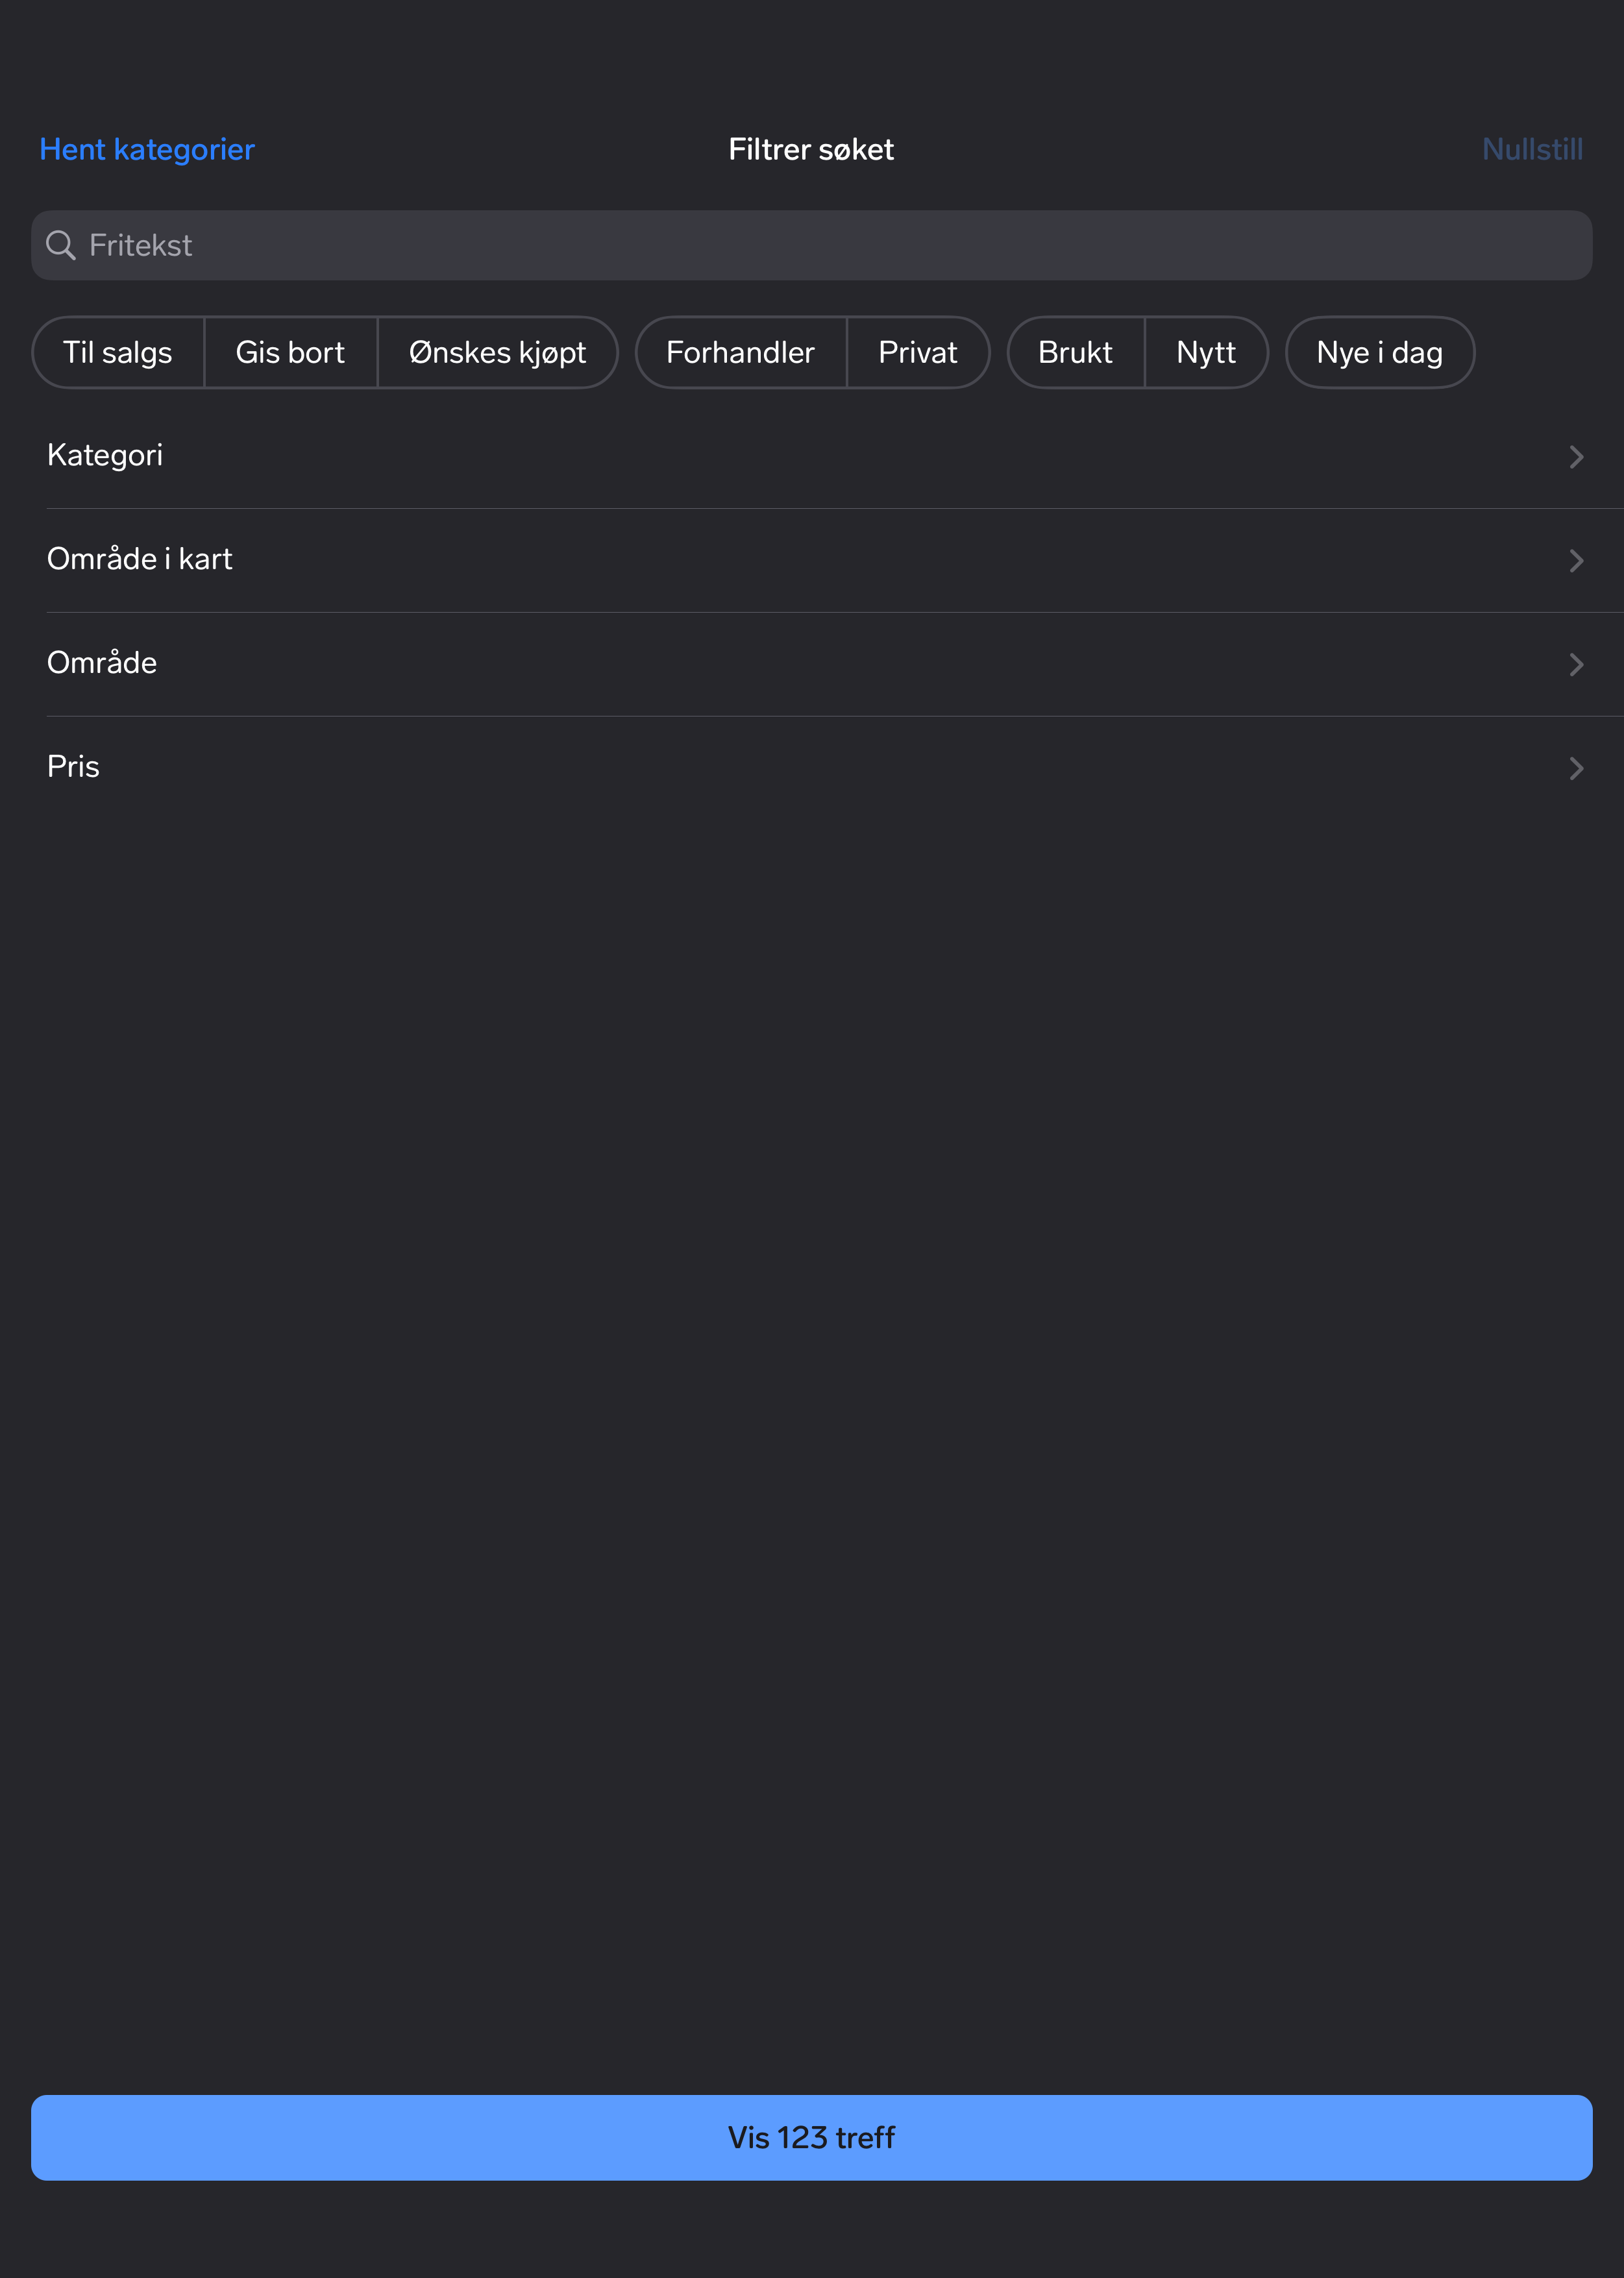 Hent kategorier Filtrer søket Nullstill
Fritekst
Til salgs Gis bort Ønskes kjøpt Forhandler Privat Brukt Nytt Nye i dag
Kategori
Område i kart
Område
Pris
Vis 123 treff